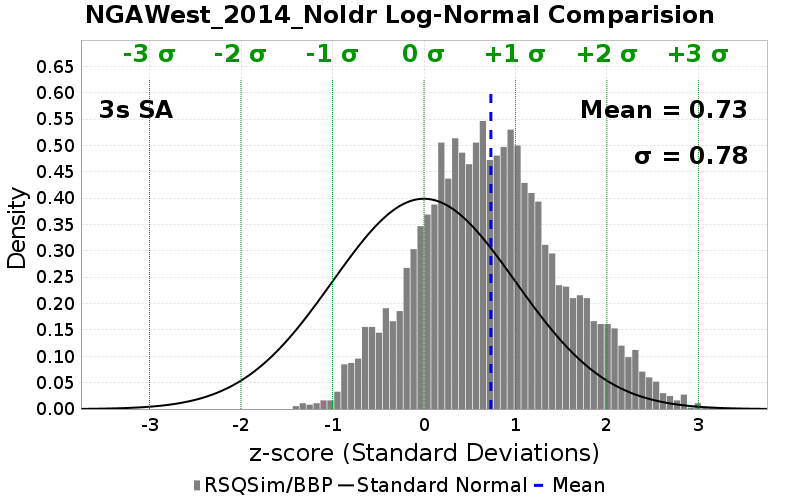 NGAWest_2014_NoIdr Log-Normal Comparision
-3 σ -2 σ -1 σ 0 σ +1 σ +2 σ +3 σ
3s SA
Mean = 0.73
σ = 0.78
Density
0.65
0.60
0.55
0.50
0.45
0.40
0.35
0.30
0.25
0.20
0.15
0.10
0.05
0.00
-3 -2 -1 0 1 2 3
z-score (Standard Deviations)
RSQSim/BBP Standard Normal Mean